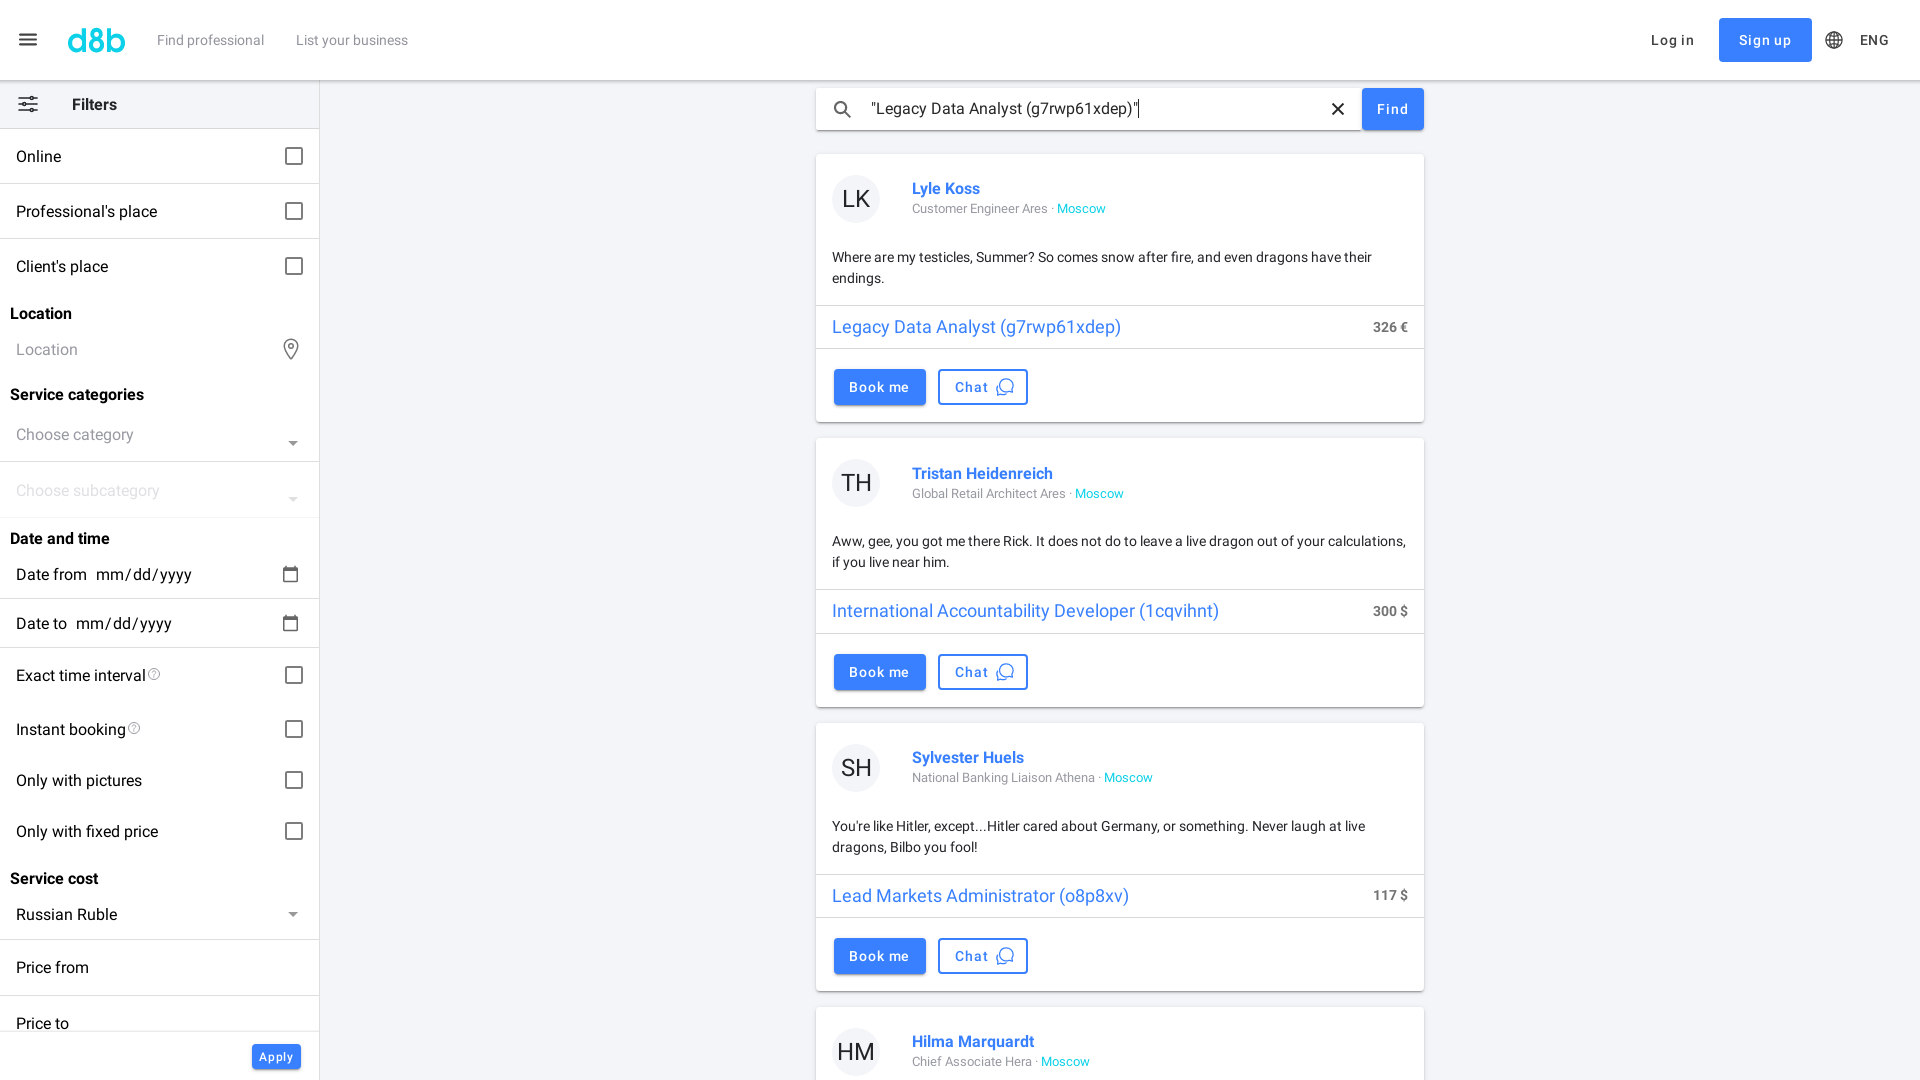 d8b
Find professional
List your business
Log in
Sign up
ENG
Filters
Online
Professional's place
Client's place
Location
Location
Service categories
Choose category
Choose subcategory
Date and time
Date from mm/dd/yyyy
Date to mm/dd/yyyy
Exact time interval
Instant booking
Only with pictures
Only with fixed price
Service cost
Russian Ruble
Price from
Price to
Apply
"Legacy Data Analyst (g7rwp61xdep)"
Find
LK
Lyle Koss
Customer Engineer Ares · Moscow
Where are my testicles, Summer? So comes snow after fire, and even dragons have their
endings.
Legacy Data Analyst (g7rwp61xdep)
326 €
Book me
Chat
TH
Tristan Heidenreich
Global Retail Architect Ares · Moscow
Aww, gee, you got me there Rick. It does not do to leave a live dragon out of your calculations,
if you live near him.
International Accountability Developer (1cqvihnt)
300 $
Book me
Chat
SH
Sylvester Huels
National Banking Liaison Athena · Moscow
You're like Hitler, except...Hitler cared about Germany, or something. Never laugh at live
dragons, Bilbo you fool!
Lead Markets Administrator (o8p8xv)
117 $
Book me
Chat
HM
Hilma Marquardt
Chief Associate Hera · Moscow